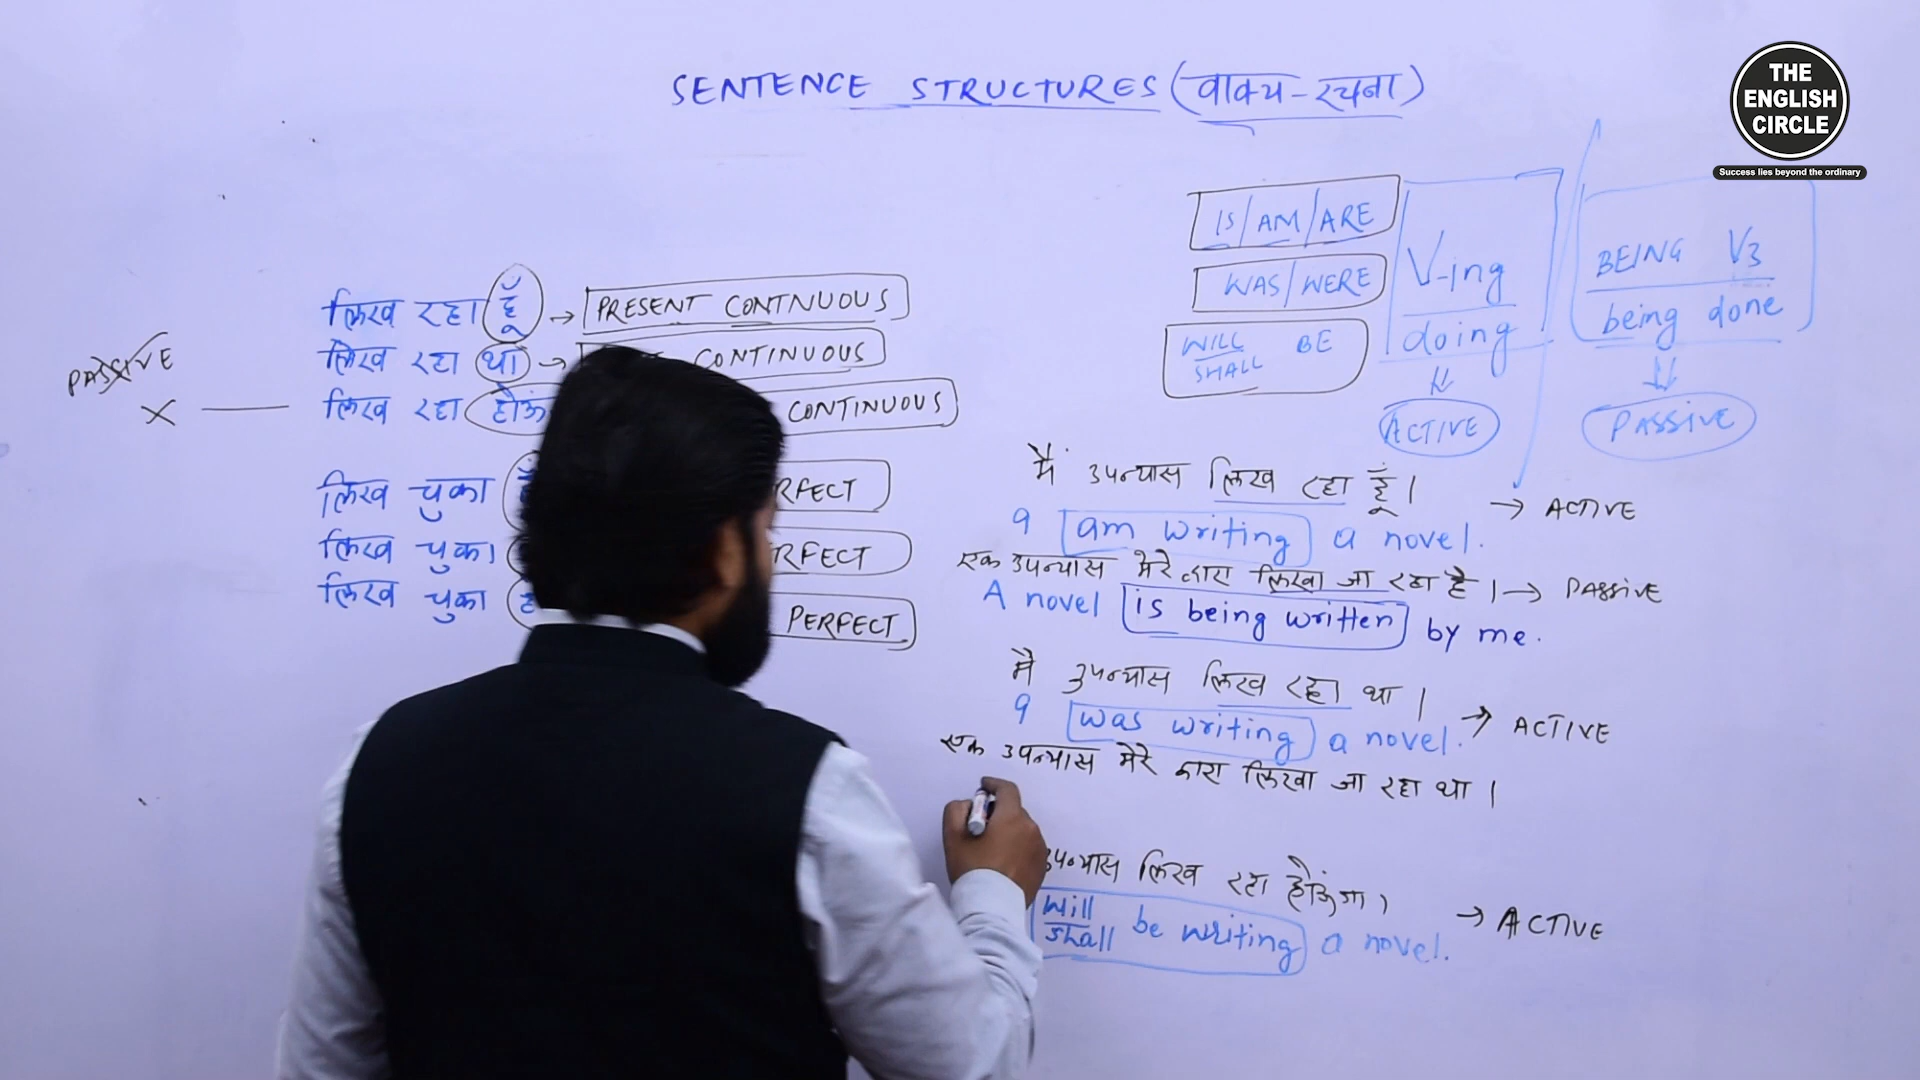 SENTENCE STRUCTURES (वाक्य-रचना)
THE
ENGLISH
CIRCLE
Success lies beyond the ordinary
PASSIVE
X
लिख रहा हूँ → PRESENT CONTNUOUS
लिख रहा था → CONTINUOUS
लिख रहा CONTINUOUS
लिख चुका
लिख चुका
लिख चुका PERFECT
IS/AM/ARE
WAS/WERE
WILL BE
SHALL
V-ing
doing
ACTIVE
BEING V3
being done
PASSIVE
मैं उपन्यास लिख रहा हूँ। → ACTIVE
I am writing a novel.
एक उपन्यास मेरे द्वारा लिखा जा रहा है। → PASSIVE
A novel is being written by me.
मै उपन्यास लिख रहा था।
I was writing a novel. → ACTIVE
एक उपन्यास मेरे द्वारा लिखा जा रहा था।
उपन्यास लिख रहा होऊंगा। → ACTIVE
will
shall be writing a novel.